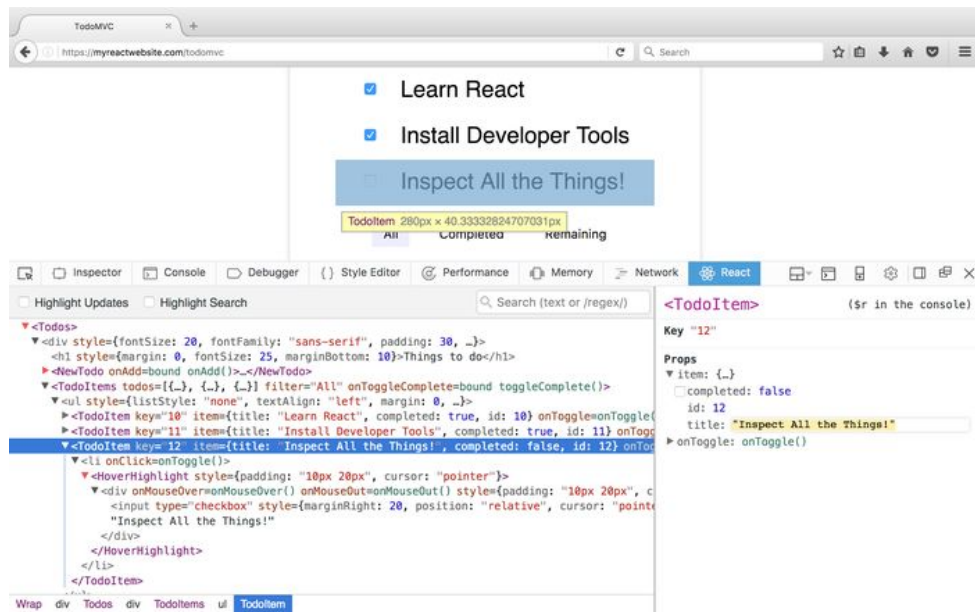 TodoMVC × +
https://myreactwebsite.com/todomvc Search
Learn React
Install Developer Tools
Inspect All the Things!
TodoItem 280px × 40.33332824707031px
All Completed Remaining
Inspector Console Debugger { } Style Editor Performance Memory Network React
Highlight Updates Highlight Search Search (text or /regex/)
▼<Todos>
▼<div style={fontSize: 20, fontFamily: "sans-serif", padding: 30, …}>
<h1 style={margin: 0, fontSize: 25, marginBottom: 10}>Things to do</h1>
▶<NewTodo onAdd=bound onAdd()>…</NewTodo>
▼<TodoItems todos=[{…}, {…}, {…}] filter="All" onToggleComplete=bound toggleComplete()>
▼<ul style={listStyle: "none", textAlign: "left", margin: 0, …}>
▶<TodoItem key="10" item={title: "Learn React", completed: true, id: 10} onToggle=onToggle(
▶<TodoItem key="11" item={title: "Install Developer Tools", completed: true, id: 11} onTogg
▼<TodoItem key="12" item={title: "Inspect All the Things!", completed: false, id: 12} onTog
▼<li onClick=onToggle()>
▼<HoverHighlight style={padding: "10px 20px", cursor: "pointer"}>
▼<div onMouseOver=onMouseOver() onMouseOut=onMouseOut() style={padding: "10px 20px", c
<input type="checkbox" style={marginRight: 20, position: "relative", cursor: "pointe
"Inspect All the Things!"
</div>
</HoverHighlight>
</li>
</TodoItem>
Wrap div Todos div TodoItems ul TodoItem
<TodoItem> ($r in the console)
Key "12"
Props
▼ item: {…}
completed: false
id: 12
title: "Inspect All the Things!"
▶ onToggle: onToggle()